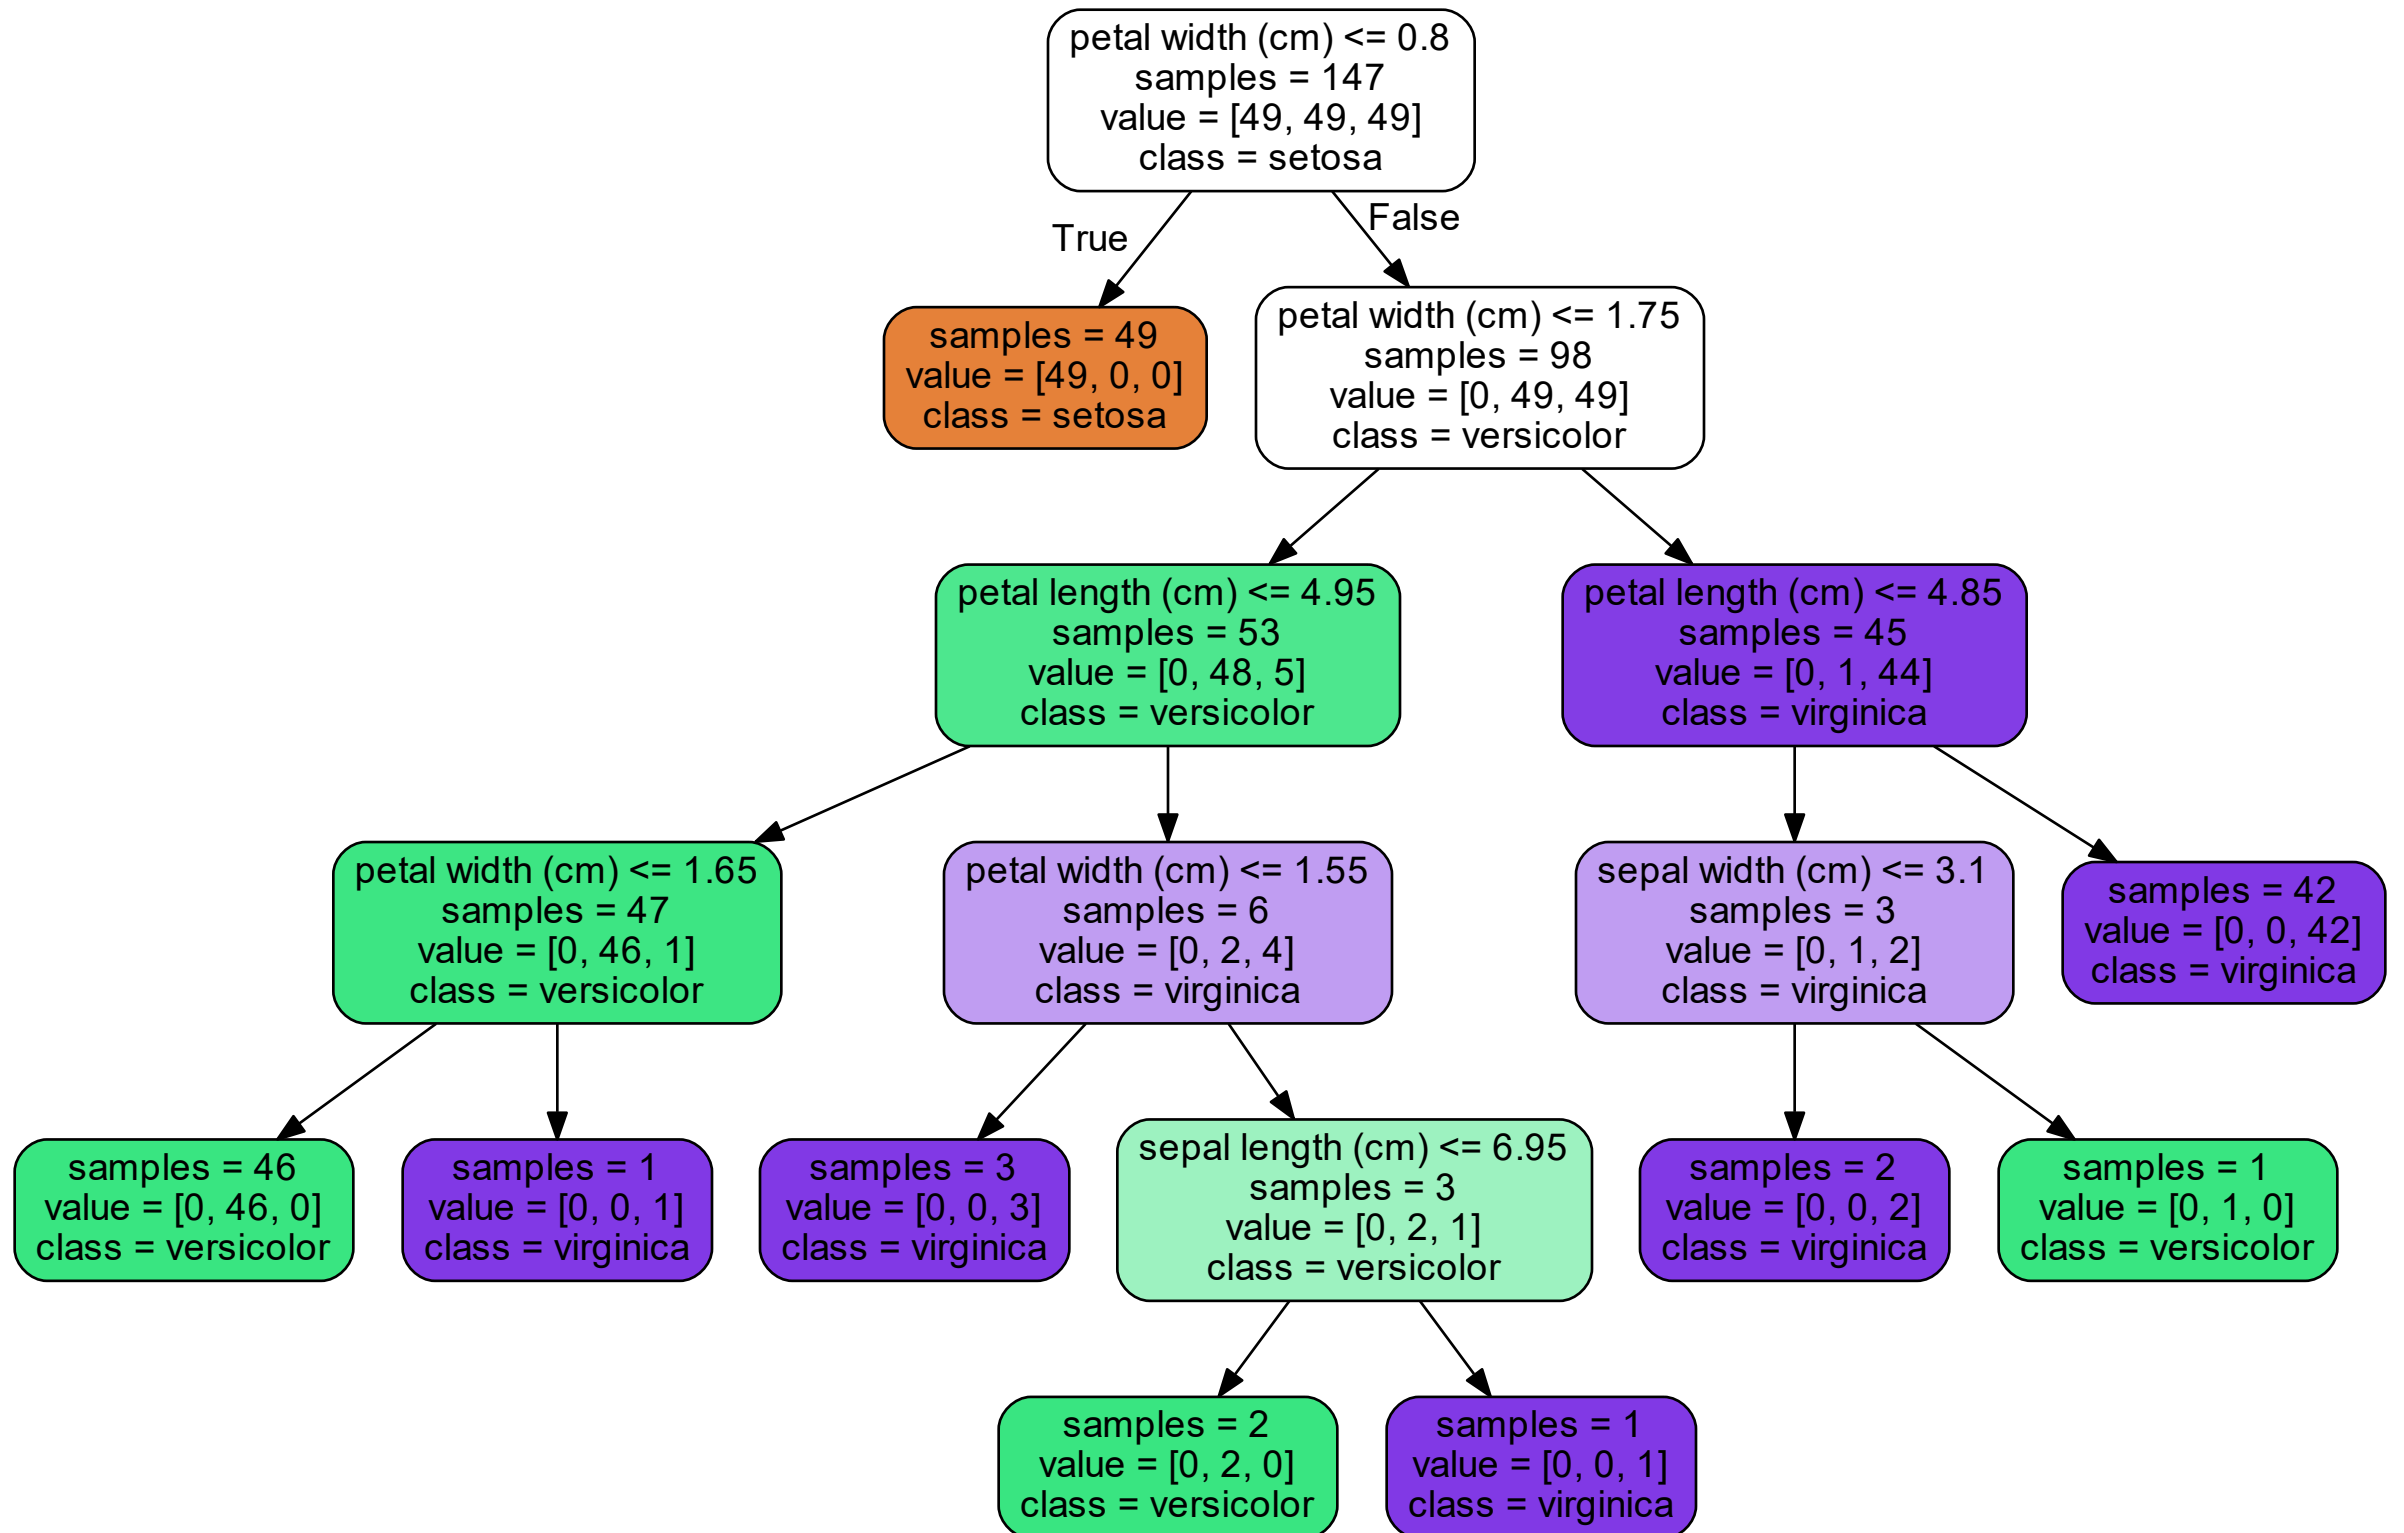 petal width (cm) <= 0.8
samples = 147
value = [49, 49, 49]
class = setosa
True
False
samples = 49
value = [49, 0, 0]
class = setosa
petal width (cm) <= 1.75
samples = 98
value = [0, 49, 49]
class = versicolor
petal length (cm) <= 4.95
samples = 53
value = [0, 48, 5]
class = versicolor
petal length (cm) <= 4.85
samples = 45
value = [0, 1, 44]
class = virginica
petal width (cm) <= 1.65
samples = 47
value = [0, 46, 1]
class = versicolor
petal width (cm) <= 1.55
samples = 6
value = [0, 2, 4]
class = virginica
sepal width (cm) <= 3.1
samples = 3
value = [0, 1, 2]
class = virginica
samples = 42
value = [0, 0, 42]
class = virginica
samples = 46
value = [0, 46, 0]
class = versicolor
samples = 1
value = [0, 0, 1]
class = virginica
samples = 3
value = [0, 0, 3]
class = virginica
sepal length (cm) <= 6.95
samples = 3
value = [0, 2, 1]
class = versicolor
samples = 2
value = [0, 0, 2]
class = virginica
samples = 1
value = [0, 1, 0]
class = versicolor
samples = 2
value = [0, 2, 0]
class = versicolor
samples = 1
value = [0, 0, 1]
class = virginica